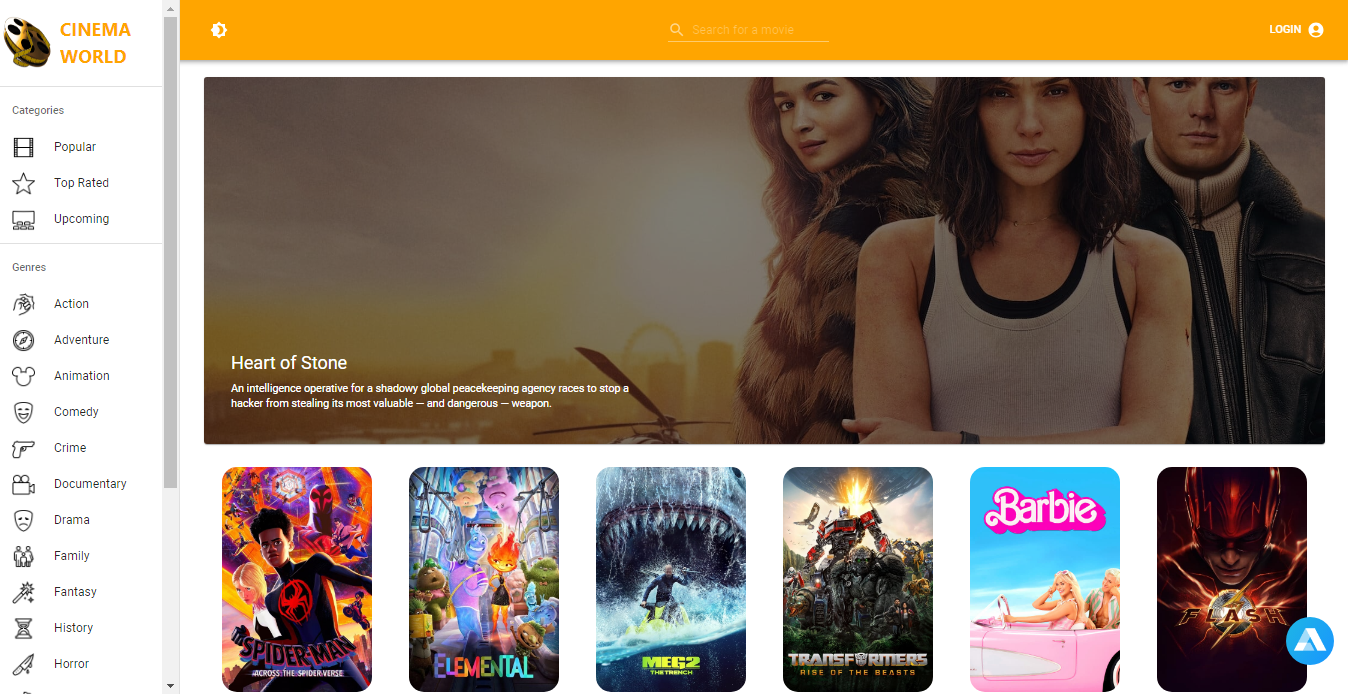 CINEMA
WORLD
Search for a movie
LOGIN
Categories
Popular
Top Rated
Upcoming
Genres
Action
Adventure
Animation
Comedy
Crime
Documentary
Drama
Family
Fantasy
History
Horror
Heart of Stone
An intelligence operative for a shadowy global peacekeeping agency races to stop a
hacker from stealing its most valuable — and dangerous — weapon.
SPIDER-MAN
ACROSS THE SPIDER-VERSE
ELEMENTAL
MEG2
THE TRENCH
TRANSFORMERS
RISE OF THE BEASTS
Barbie
FLASH